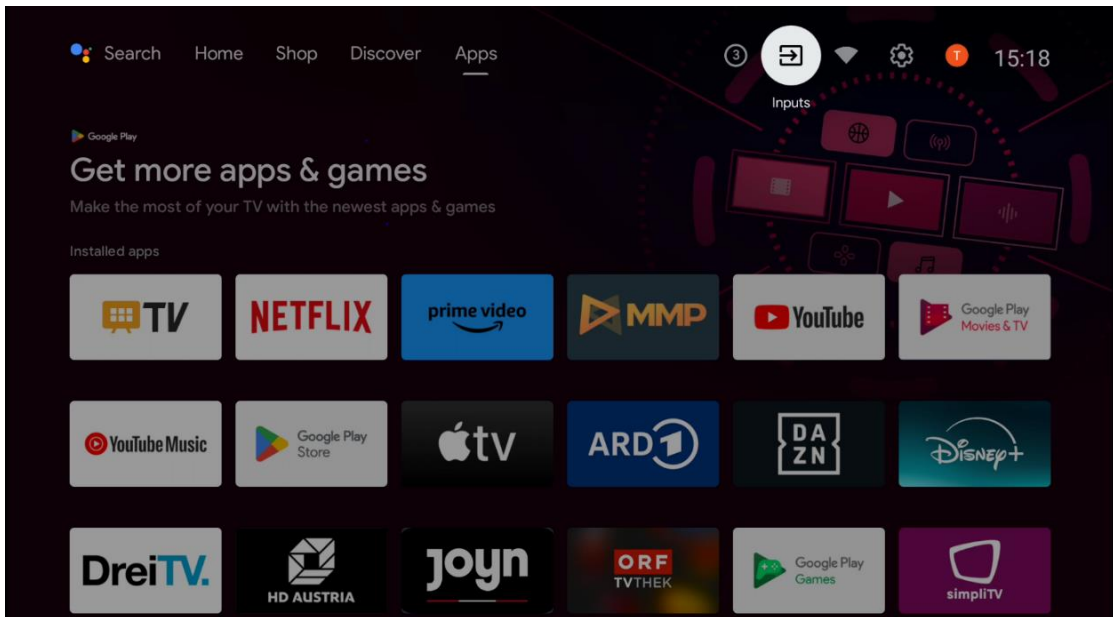 Search Home Shop Discover Apps 3 T 15:18
Inputs
Google Play
Get more apps & games
Make the most of your TV with the newest apps & games
Installed apps
TV NETFLIX prime video MMP YouTube Google Play
Movies & TV
YouTube Music Google Play
Store tv ARD 1 DA
ZN Disney+
DreiTV. HD AUSTRIA joyn ORF
TVTHEK Google Play
Games simpliTV